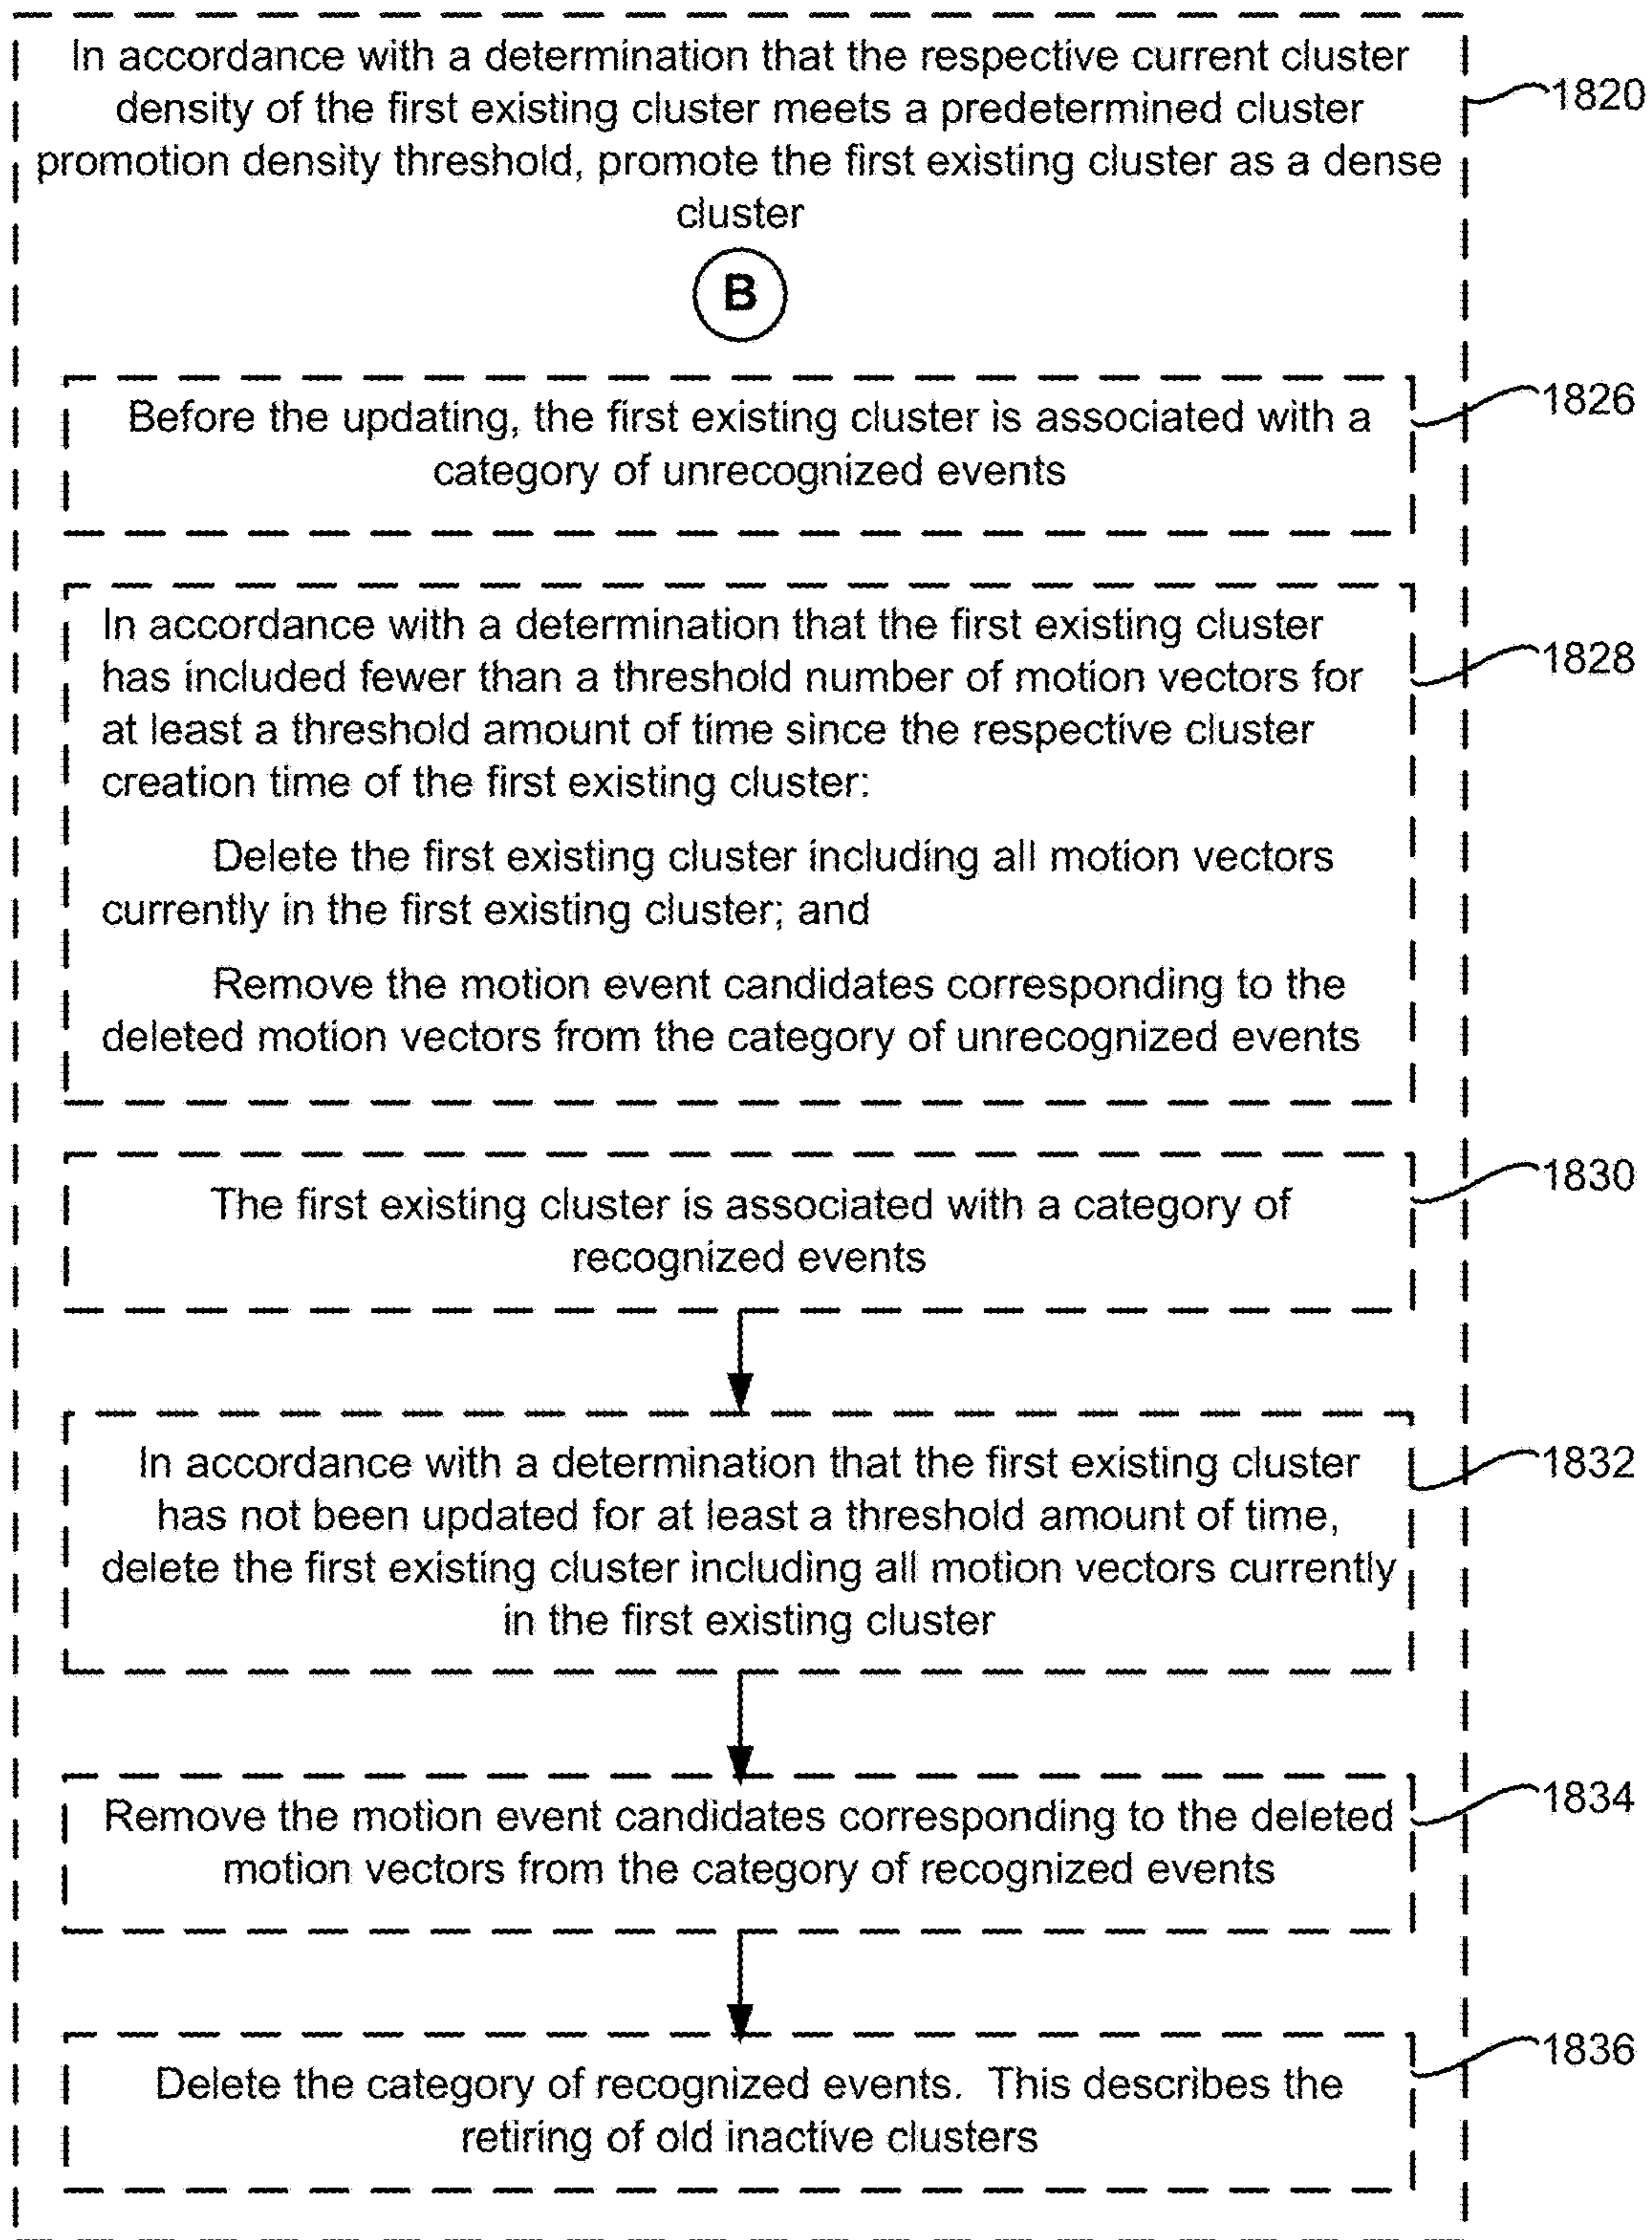 In accordance with a determination that the respective current cluster
density of the first existing cluster meets a predetermined cluster
promotion density threshold, promote the first existing cluster as a dense
cluster
1820
B
Before the updating, the first existing cluster is associated with a
category of unrecognized events
1826
In accordance with a determination that the first existing cluster
has included fewer than a threshold number of motion vectors for
at least a threshold amount of time since the respective cluster
creation time of the first existing cluster:
Delete the first existing cluster including all motion vectors
currently in the first existing cluster; and
Remove the motion event candidates corresponding to the
deleted motion vectors from the category of unrecognized events
1828
The first existing cluster is associated with a category of
recognized events
1830
In accordance with a determination that the first existing cluster
has not been updated for at least a threshold amount of time,
delete the first existing cluster including all motion vectors currently
in the first existing cluster
1832
Remove the motion event candidates corresponding to the deleted
motion vectors from the category of recognized events
1834
Delete the category of recognized events.  This describes the
retiring of old inactive clusters
1836